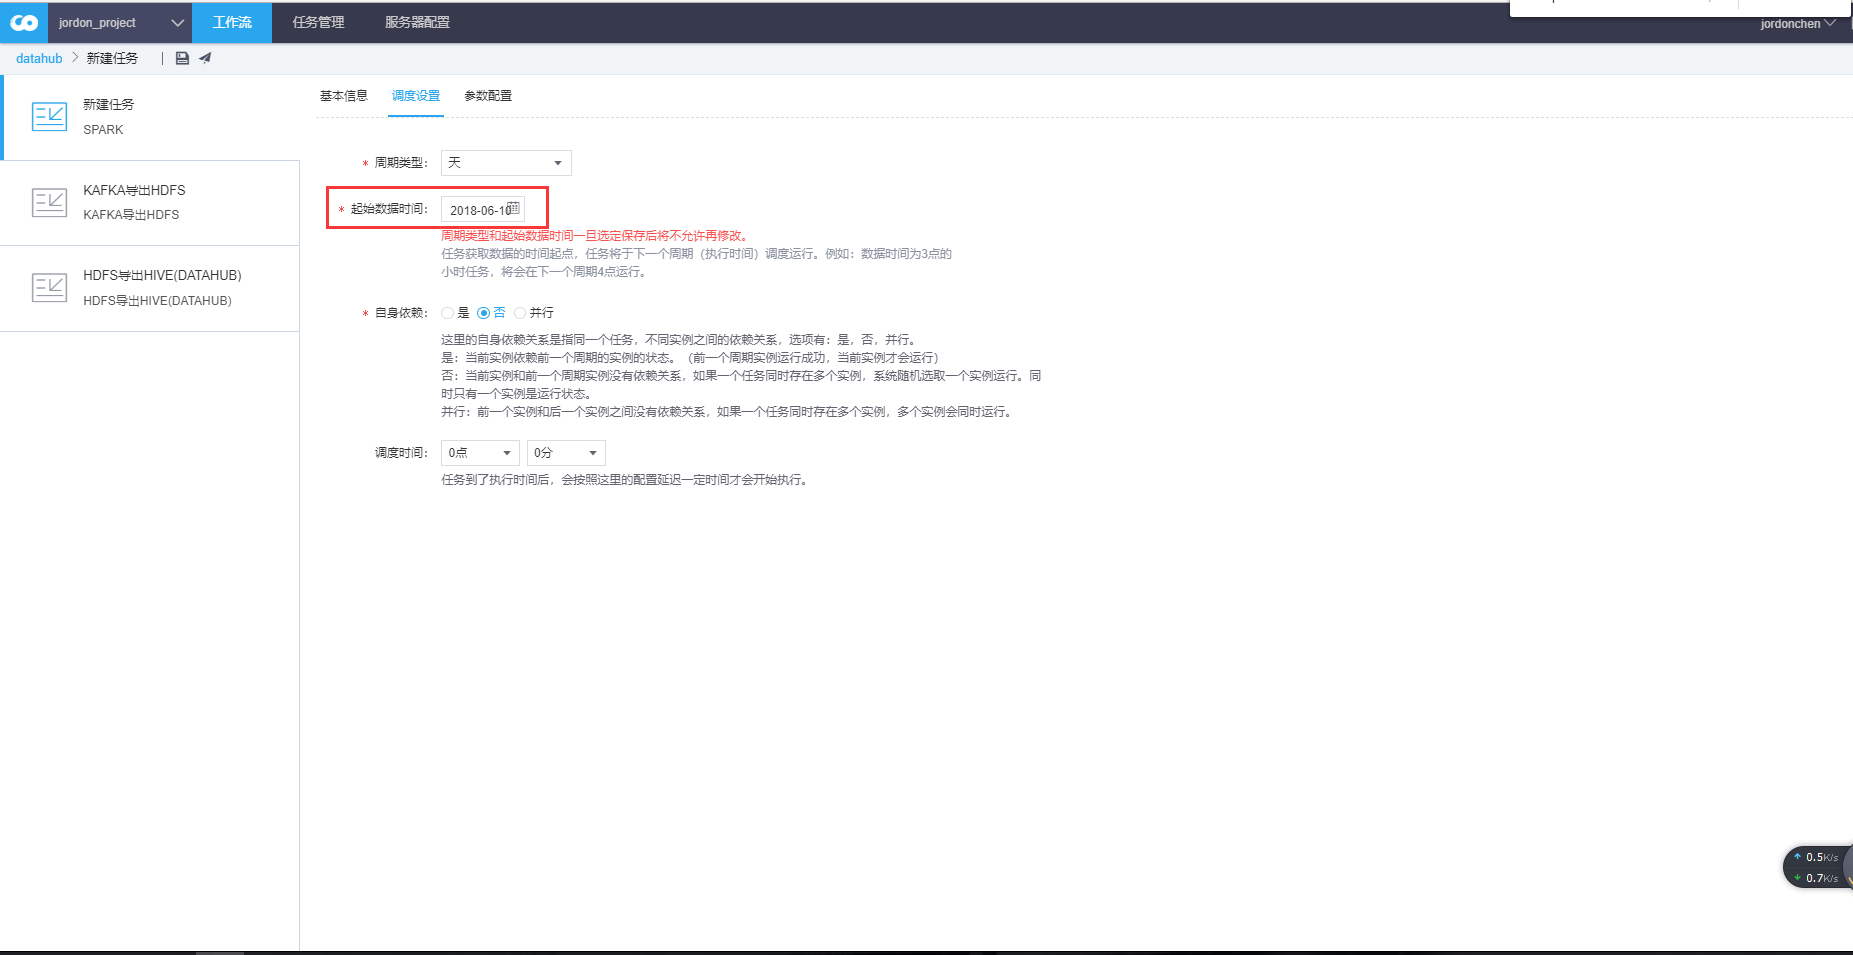 jordon_project 工作流 任务管理 服务器配置 jordonchen
datahub > 新建任务
新建任务
SPARK
KAFKA导出HDFS
KAFKA导出HDFS
HDFS导出HIVE(DATAHUB)
HDFS导出HIVE(DATAHUB)
基本信息 调度设置 参数配置
* 周期类型： 天
* 起始数据时间： 2018-06-10
周期类型和起始数据时间一旦选定保存后将不允许再修改。
任务获取数据的时间起点，任务将于下一个周期（执行时间）调度运行。例如：数据时间为3点的
小时任务，将会在下一个周期4点运行。
* 自身依赖： 是 否 并行
这里的自身依赖关系是指同一个任务，不同实例之间的依赖关系，选项有：是，否，并行。
是：当前实例依赖前一个周期的实例的状态。（前一个周期实例运行成功，当前实例才会运行）
否：当前实例和前一个周期实例没有依赖关系，如果一个任务同时存在多个实例，系统随机选取一个实例运行。同
时只有一个实例是运行状态。
并行：前一个实例和后一个实例之间没有依赖关系，如果一个任务同时存在多个实例，多个实例会同时运行。
调度时间： 0点 0分
任务到了执行时间后，会按照这里的配置延迟一定时间才会开始执行。
0.5K/s
0.7K/s